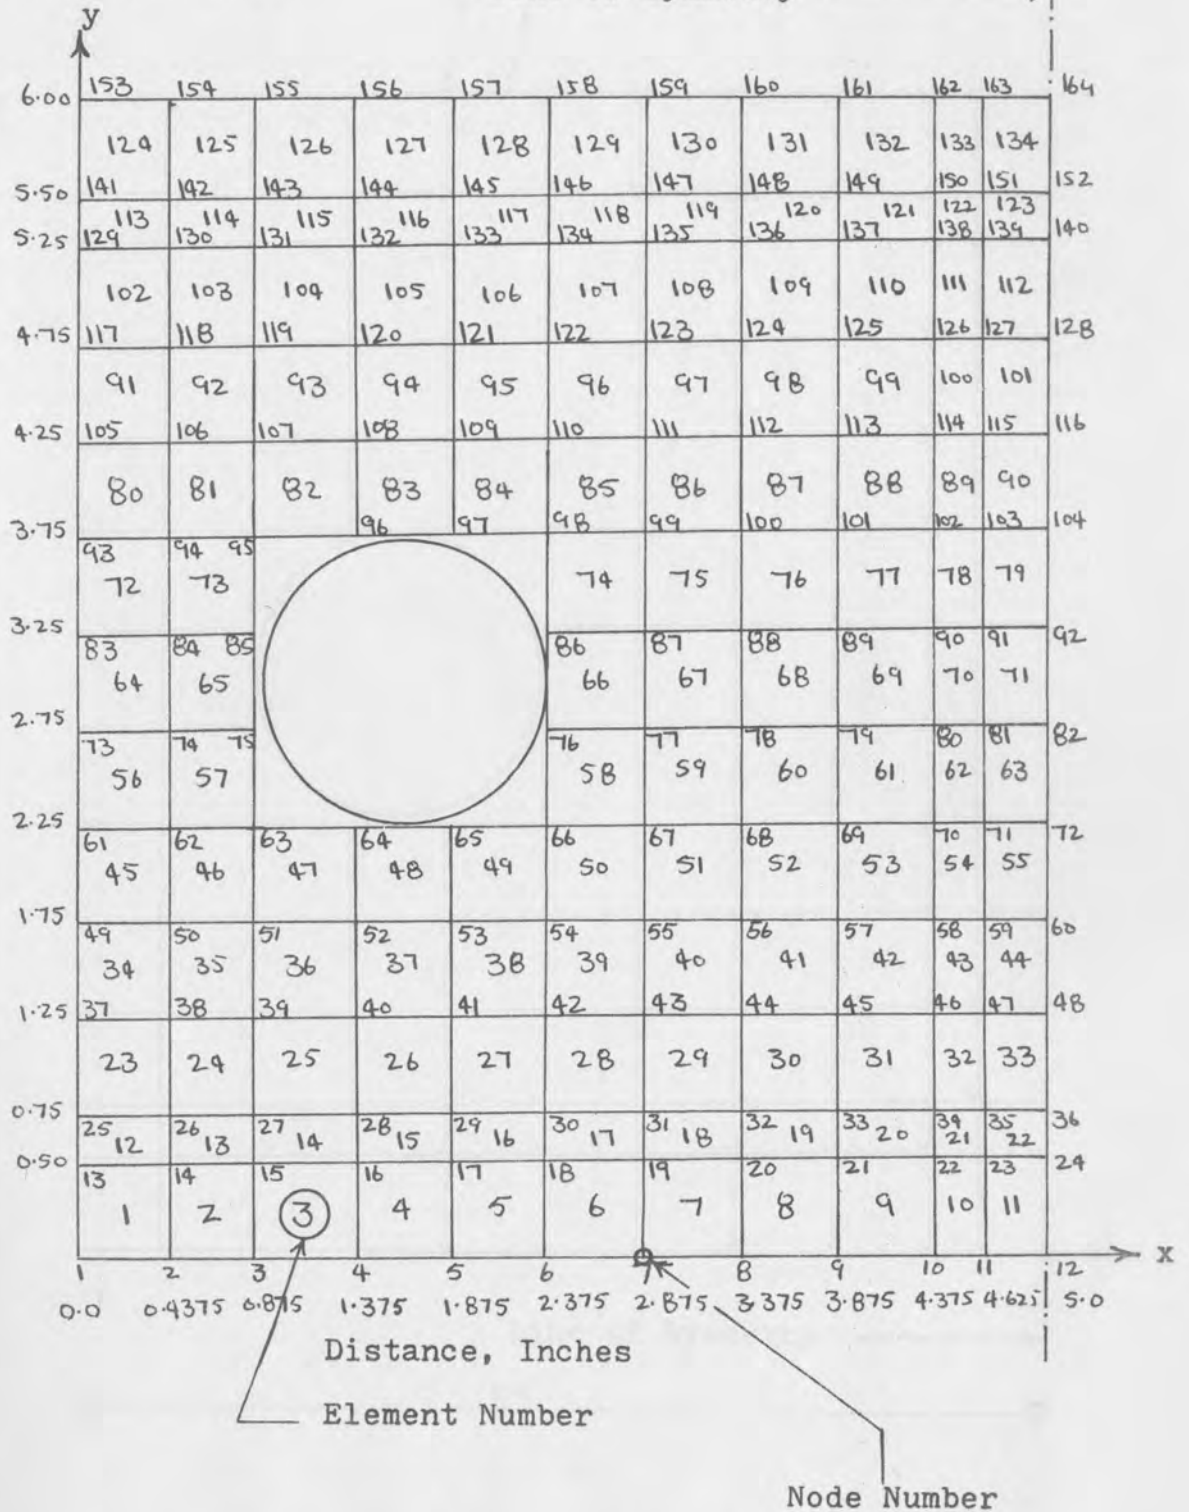 y
153 154 155 156 157 158 159 160 161 162 163 164
6.00
124 125 126 127 128 129 130 131 132 133 134
141 142 143 144 145 146 147 148 149 150 151 152
5.50
113 114 115 116 117 118 119 120 121 122 123
5.25 129 130 131 132 133 134 135 136 137 138 139 140
102 103 104 105 106 107 108 109 110 111 112
4.75 117 118 119 120 121 122 123 124 125 126 127 128
91 92 93 94 95 96 97 98 99 100 101
4.25 105 106 107 108 109 110 111 112 113 114 115 116
80 81 82 83 84 85 86 87 88 89 90
96 97 98 99 100 101 102 103 104
3.75
93 94 95
72 73 74 75 76 77 78 79
3.25
83 84 85 86 87 88 89 90 91 92
64 65 66 67 68 69 70 71
2.75
73 74 75 76 77 78 79 80 81 82
56 57 58 59 60 61 62 63
2.25
61 62 63 64 65 66 67 68 69 70 71 72
45 46 47 48 49 50 51 52 53 54 55
1.75
49 50 51 52 53 54 55 56 57 58 59 60
34 35 36 37 38 39 40 41 42 43 44
1.25 37 38 39 40 41 42 43 44 45 46 47 48
23 24 25 26 27 28 29 30 31 32 33
0.75
25 26 27 28 29 30 31 32 33 34 35 36
12 13 14 15 16 17 18 19 20 21 22
0.50
13 14 15 16 17 18 19 20 21 22 23 24
1 2 3 4 5 6 7 8 9 10 11
x
1 2 3 4 5 6 7 8 9 10 11 12
0.0 0.4375 0.875 1.375 1.875 2.375 2.875 3.375 3.875 4.375 4.625 5.0
Distance, Inches
Element Number
Node Number